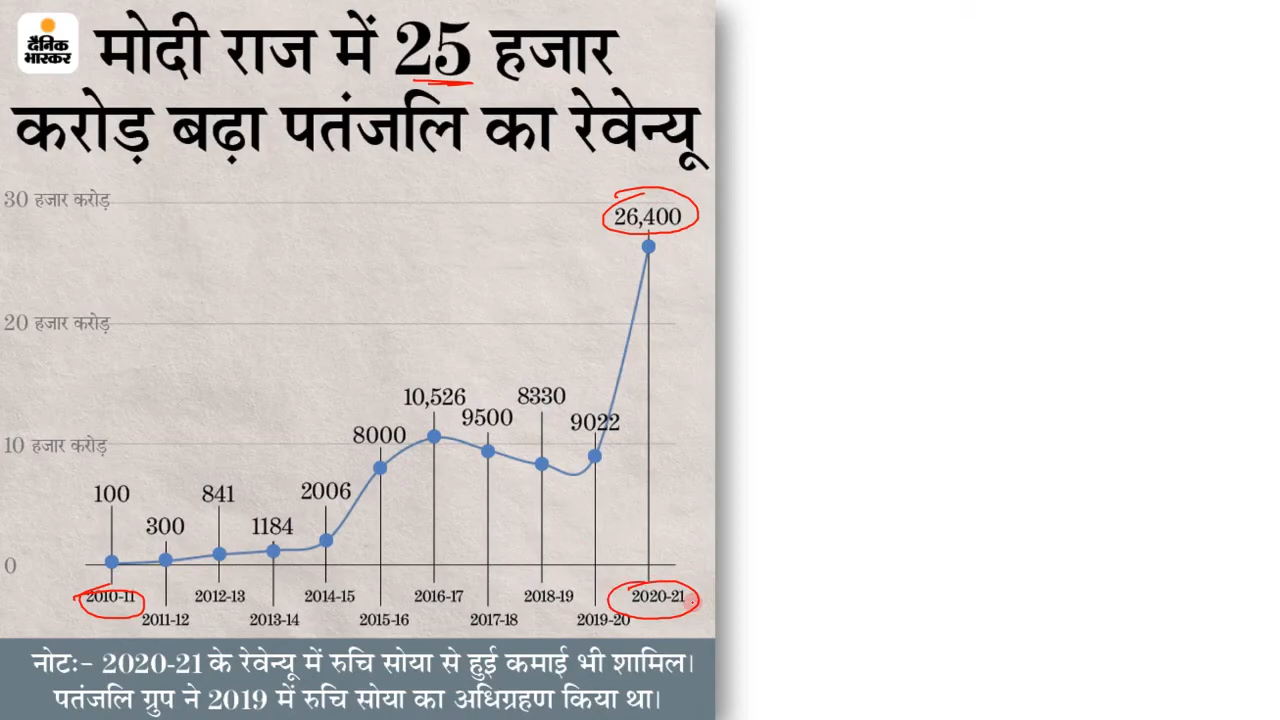 दैनिक
भास्कर
मोदी राज में 25 हजार
करोड़ बढ़ा पतंजलि का रेवेन्यू
30 हजार करोड़
26,400
20 हजार करोड़
10,526
8330
9500
9022
8000
10 हजार करोड़
100
841
2006
300
1184
0
2010-11
2012-13
2014-15
2016-17
2018-19
2020-21
2011-12
2013-14
2015-16
2017-18
2019-20
नोटः- 2020-21 के रेवेन्यू में रुचि सोया से हुई कमाई भी शामिल।
पतंजलि ग्रुप ने 2019 में रुचि सोया का अधिग्रहण किया था।